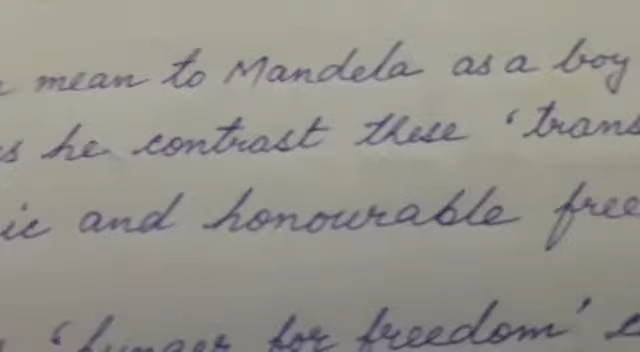 mean to Mandela as a boy
he contrast these 'trans
and honourable free
'hunger for freedom'